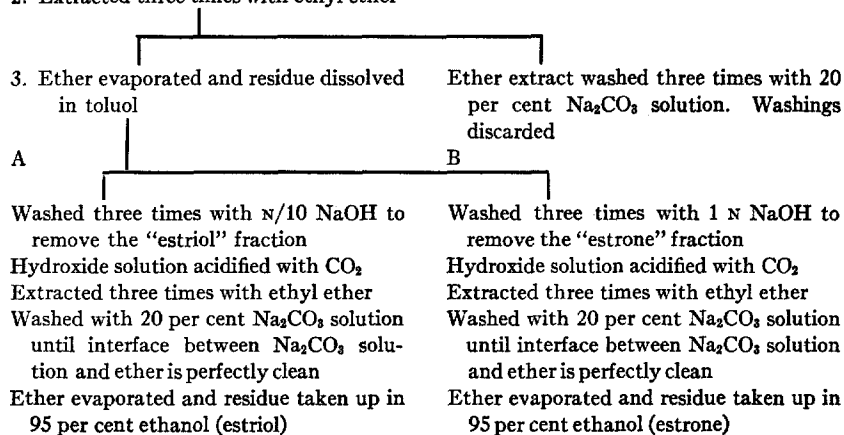 2. Extracted three times with ethyl ether
3. Ether evaporated and residue dissolved
in toluol
Ether extract washed three times with 20
per cent Na₂CO₃ solution. Washings
discarded
A
B
Washed three times with N/10 NaOH to
remove the “estriol” fraction
Hydroxide solution acidified with CO₂
Extracted three times with ethyl ether
Washed with 20 per cent Na₂CO₃ solution
until interface between Na₂CO₃ solu-
tion and ether is perfectly clean
Ether evaporated and residue taken up in
95 per cent ethanol (estriol)
Washed three times with 1 N NaOH to
remove the “estrone” fraction
Hydroxide solution acidified with CO₂
Extracted three times with ethyl ether
Washed with 20 per cent Na₂CO₃ solution
until interface between Na₂CO₃ solution
and ether is perfectly clean
Ether evaporated and residue taken up in
95 per cent ethanol (estrone)